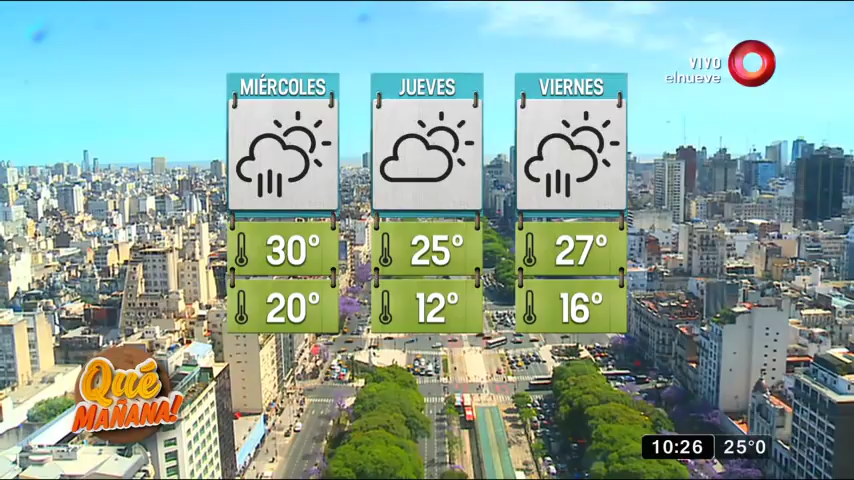 MIÉRCOLES
JUEVES
VIERNES
VIVO
elnueve
30°
25°
27°
20°
12°
16°
Qué
MAÑANA!
10:26
25°0